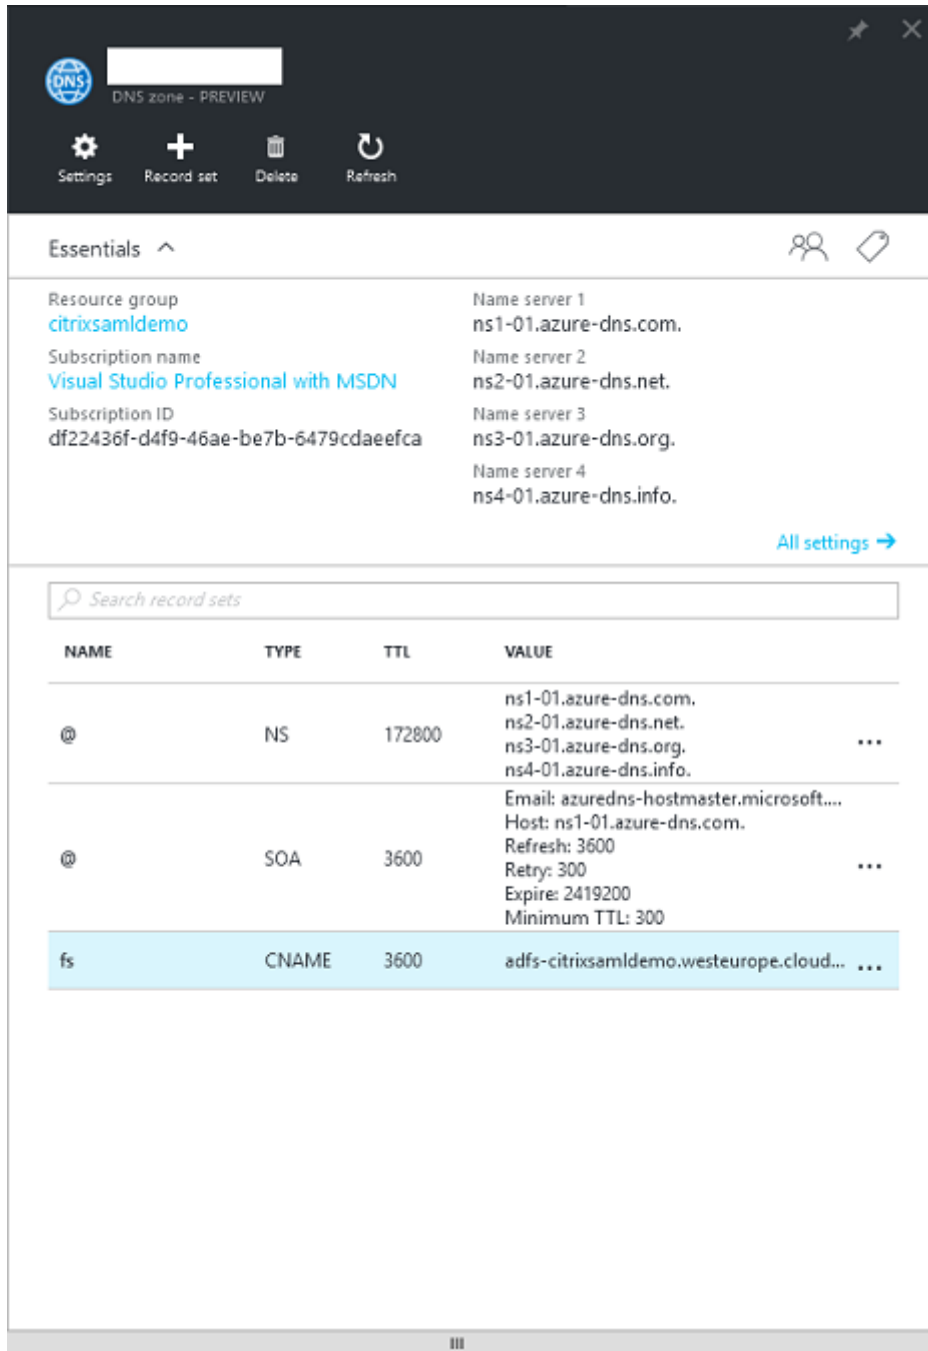 DNS
DNS zone - PREVIEW
Settings
Record set
Delete
Refresh
Essentials
Resource group
citrixsamldemo
Subscription name
Visual Studio Professional with MSDN
Subscription ID
df22436f-d4f9-46ae-be7b-6479cdaeefca
Name server 1
ns1-01.azure-dns.com.
Name server 2
ns2-01.azure-dns.net.
Name server 3
ns3-01.azure-dns.org.
Name server 4
ns4-01.azure-dns.info.
All settings
Search record sets
NAME TYPE TTL VALUE
ns1-01.azure-dns.com.
ns2-01.azure-dns.net.
@ NS 172800
ns3-01.azure-dns.org.
ns4-01.azure-dns.info.
Email: azuredns-hostmaster.microsoft....
Host: ns1-01.azure-dns.com.
Refresh: 3600
@ SOA 3600
Retry: 300
Expire: 2419200
Minimum TTL: 300
fs CNAME 3600 adfs-citrixsamldemo.westeurope.cloud...